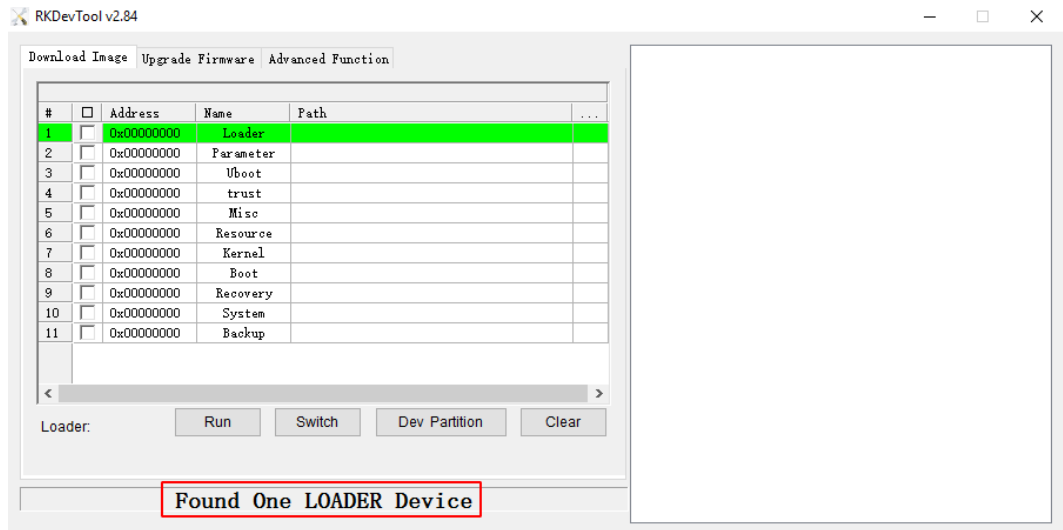 RKDevTool v2.84
Download Image Upgrade Firmware Advanced Function
# Address Name Path ...
1 0x00000000 Loader
2 0x00000000 Parameter
3 0x00000000 Uboot
4 0x00000000 trust
5 0x00000000 Misc
6 0x00000000 Resource
7 0x00000000 Kernel
8 0x00000000 Boot
9 0x00000000 Recovery
10 0x00000000 System
11 0x00000000 Backup
Loader: Run Switch Dev Partition Clear
Found One LOADER Device